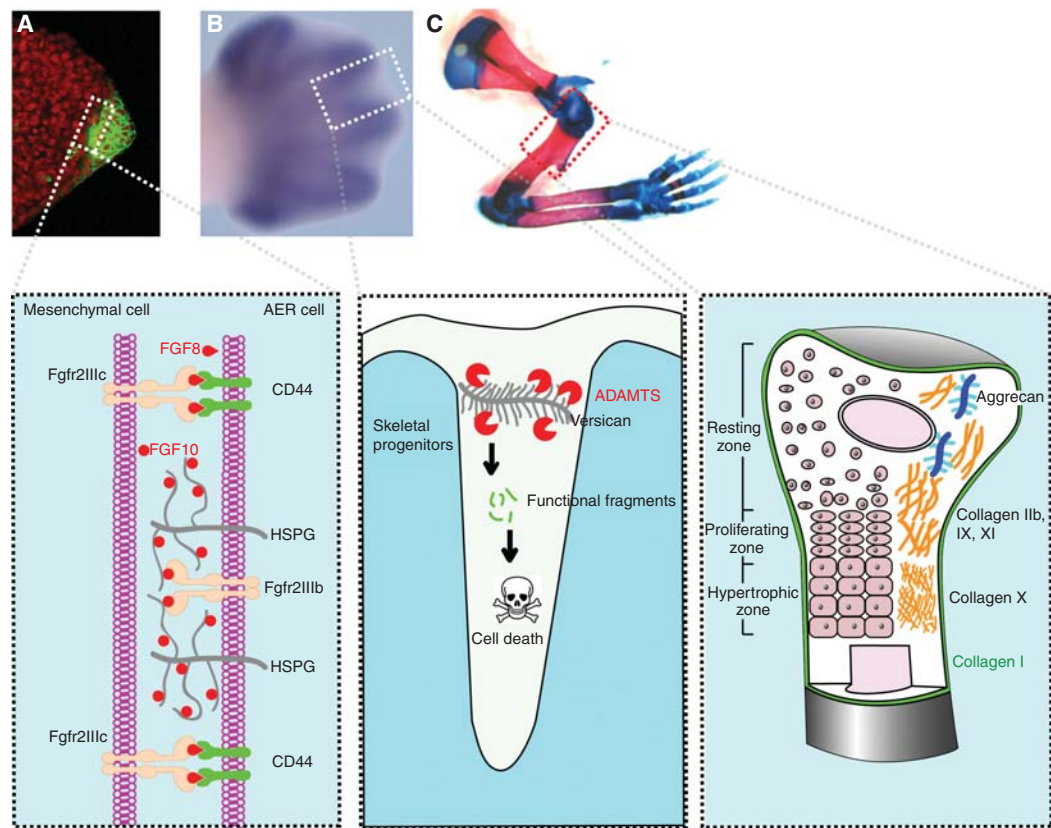 A
B
C
Mesenchymal cell
AER cell
FGF8
Fgfr2IIIc
CD44
FGF10
HSPG
Fgfr2IIIb
HSPG
Fgfr2IIIc
CD44
ADAMTS
Versican
Skeletal
progenitors
Functional fragments
Cell death
Resting
zone
Proliferating
zone
Hypertrophic
zone
Aggrecan
Collagen IIb,
IX, XI
Collagen X
Collagen I